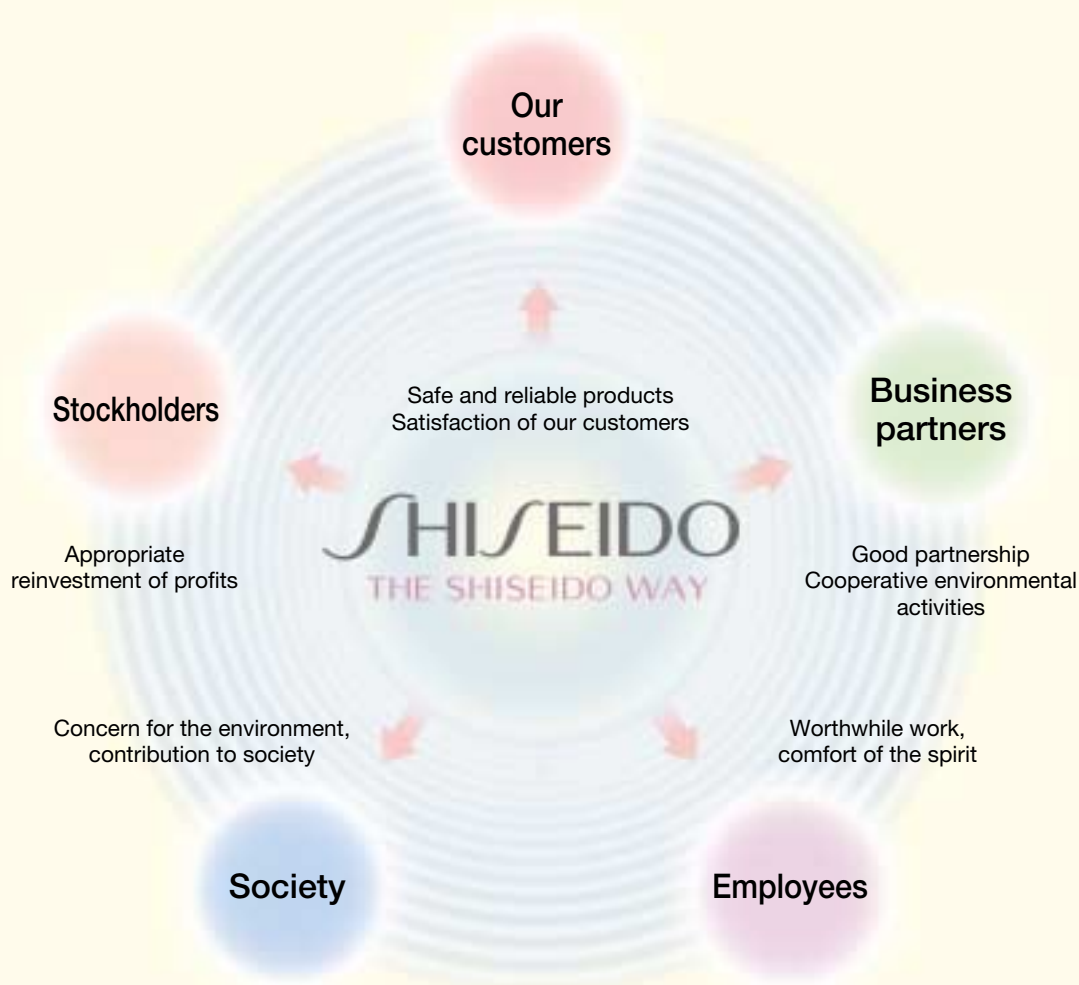 Our
customers
Safe and reliable products
Satisfaction of our customers
Stockholders
Appropriate
reinvestment of profits
Business
partners
Good partnership
Cooperative environmental
activities
SHISEIDO
THE SHISEIDO WAY
Concern for the environment,
contribution to society
Society
Worthwhile work,
comfort of the spirit
Employees